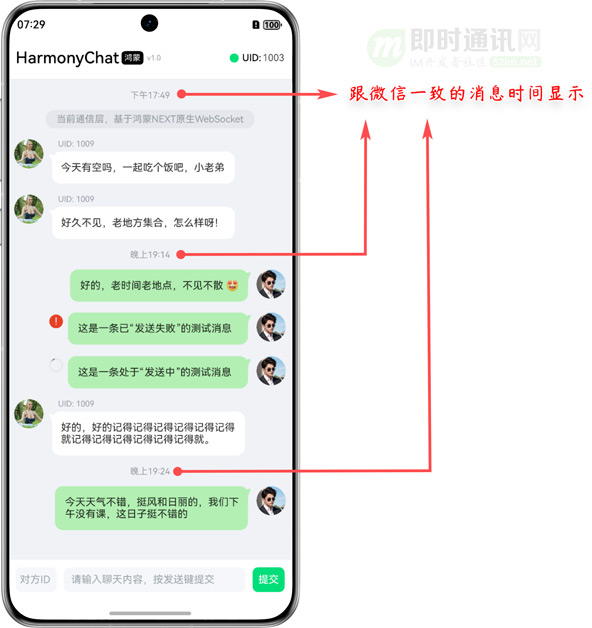 07:29
100
HarmonyChat 鸿蒙 v1.0
UID: 1003
即时通讯网
IM开发者社区 52im.net
跟微信一致的消息时间显示
下午17:49
当前通信层，基于鸿蒙NEXT原生WebSocket
UID: 1009
今天有空吗，一起吃个饭吧，小老弟
UID: 1009
好久不见，老地方集合，怎么样呀！
晚上19:14
好的，老时间老地点，不见不散 🤩
这是一条已“发送失败”的测试消息
这是一条处于“发送中”的测试消息
UID: 1009
好的，好的记得记得记得记得记得记得
就记得记得记得记得记得记得就。
晚上19:24
今天天气不错，挺风和日丽的，我们下
午没有课，这日子挺不错的
对方ID
请输入聊天内容，按发送键提交
提交